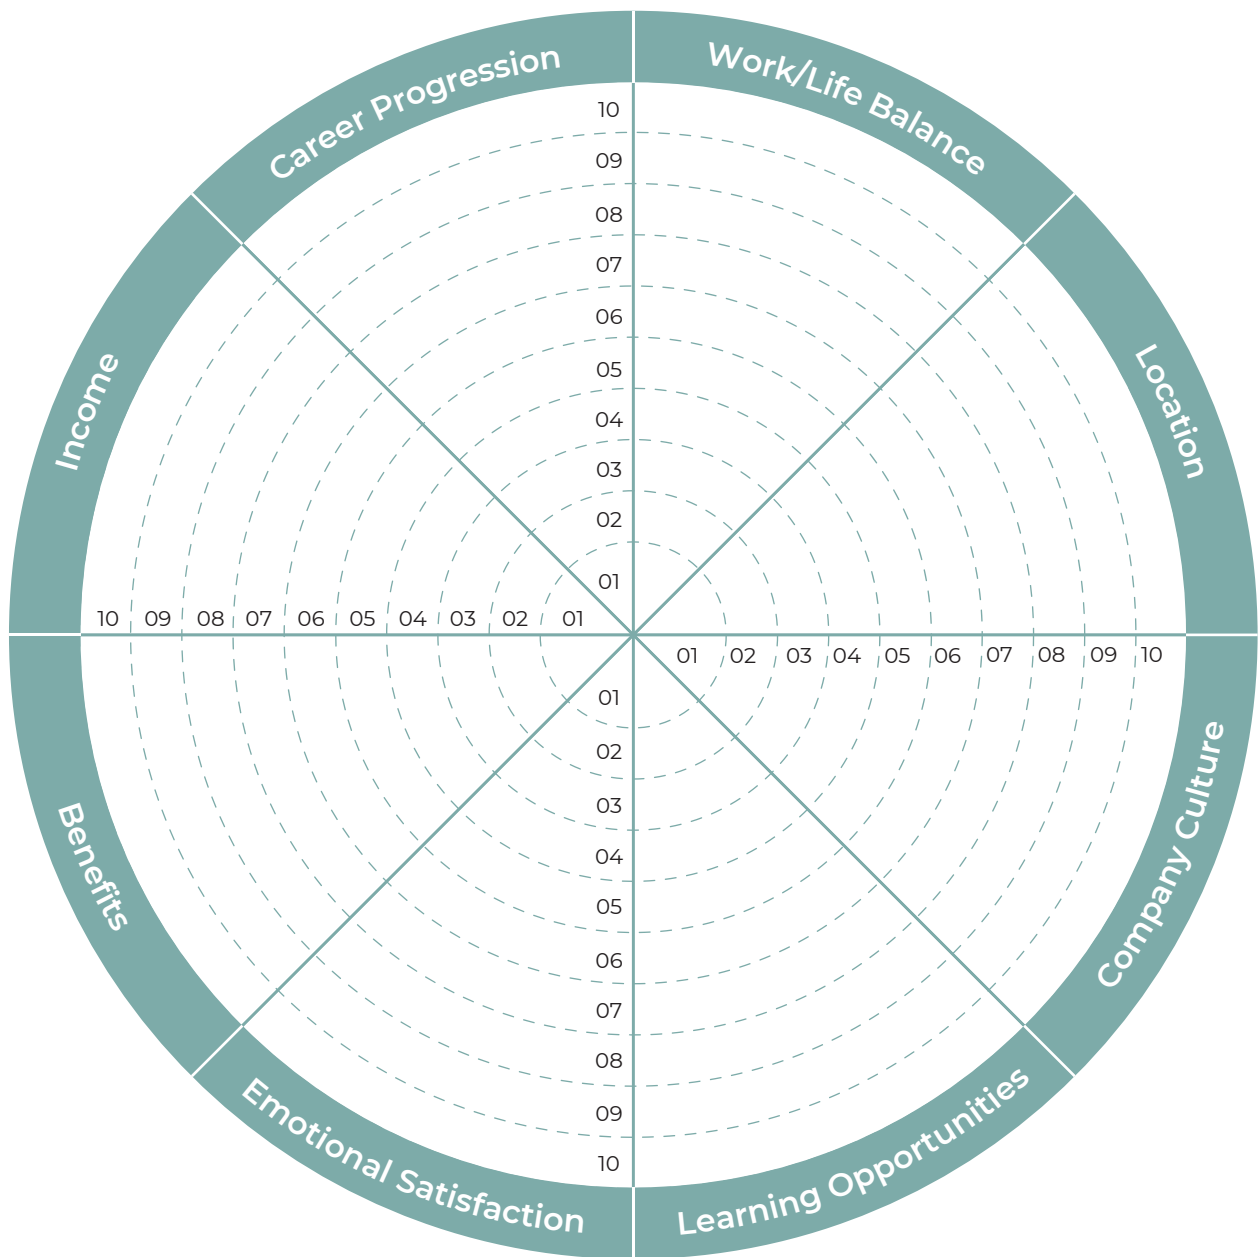 Career Progression
Work/Life Balance
Location
Company Culture
Learning Opportunities
Emotional Satisfaction
Benefits
Income
10
09
08
07
06
05
04
03
02
01
10 09 08 07 06 05 04 03 02 01
01 02 03 04 05 06 07 08 09 10
01
02
03
04
05
06
07
08
09
10